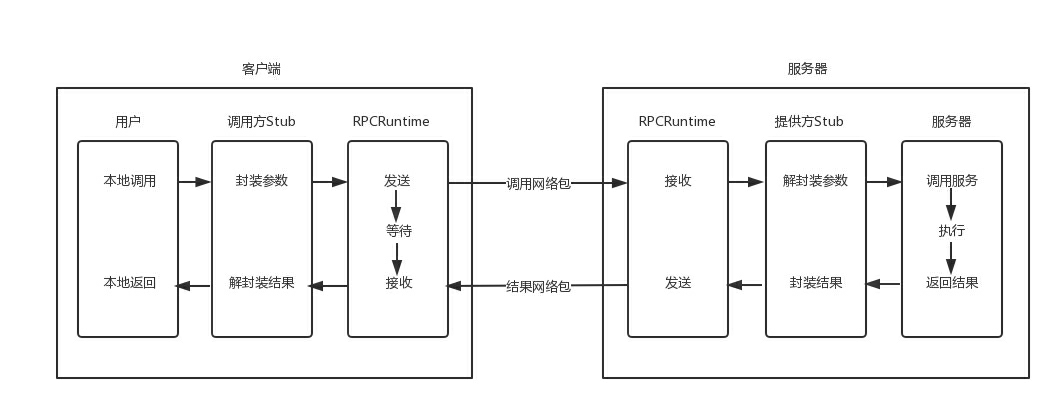 客户端
服务器
用户
调用方Stub
RPCRuntime
RPCRuntime
提供方Stub
服务器
本地调用
封装参数
发送
调用网络包
接收
解封装参数
调用服务
等待
执行
本地返回
解封装结果
接收
结果网络包
发送
封装结果
返回结果